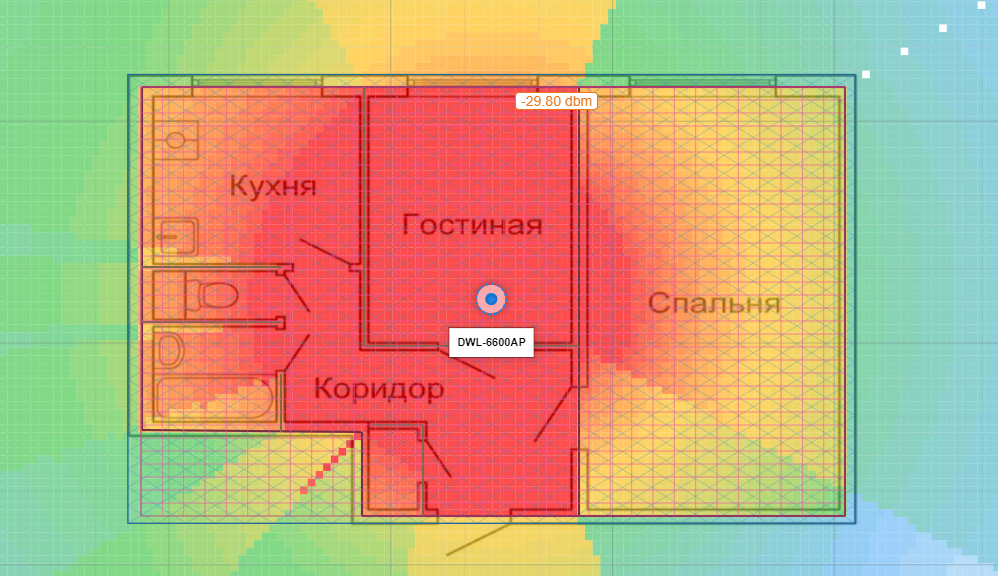 -29.80 dbm
Кухня
Гостиная
Спальня
DWL-6600AP
Коридор